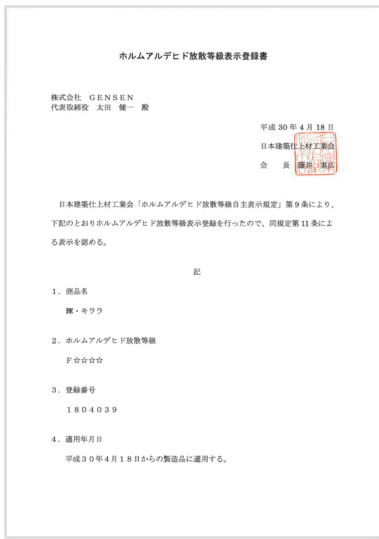 ホルムアルデヒド放散等級表示登録書
株式会社 GENSEN
代表取締役 太田 健一 殿
平成 30 年 4 月 18 日
日本建築仕上材工業会
会 長 藤井 実広
日本建築仕上材工業会「ホルムアルデヒド放散等級自主表示規定」第9条により、
下記のとおりホルムアルデヒド放散等級表示登録を行ったので、同規定第11条によ
る表示を認める。
記
1．商品名
輝・キララ
2．ホルムアルデヒド放散等級
F☆☆☆☆
3．登録番号
1804039
4．適用年月日
平成30年4月18日からの製造品に適用する。